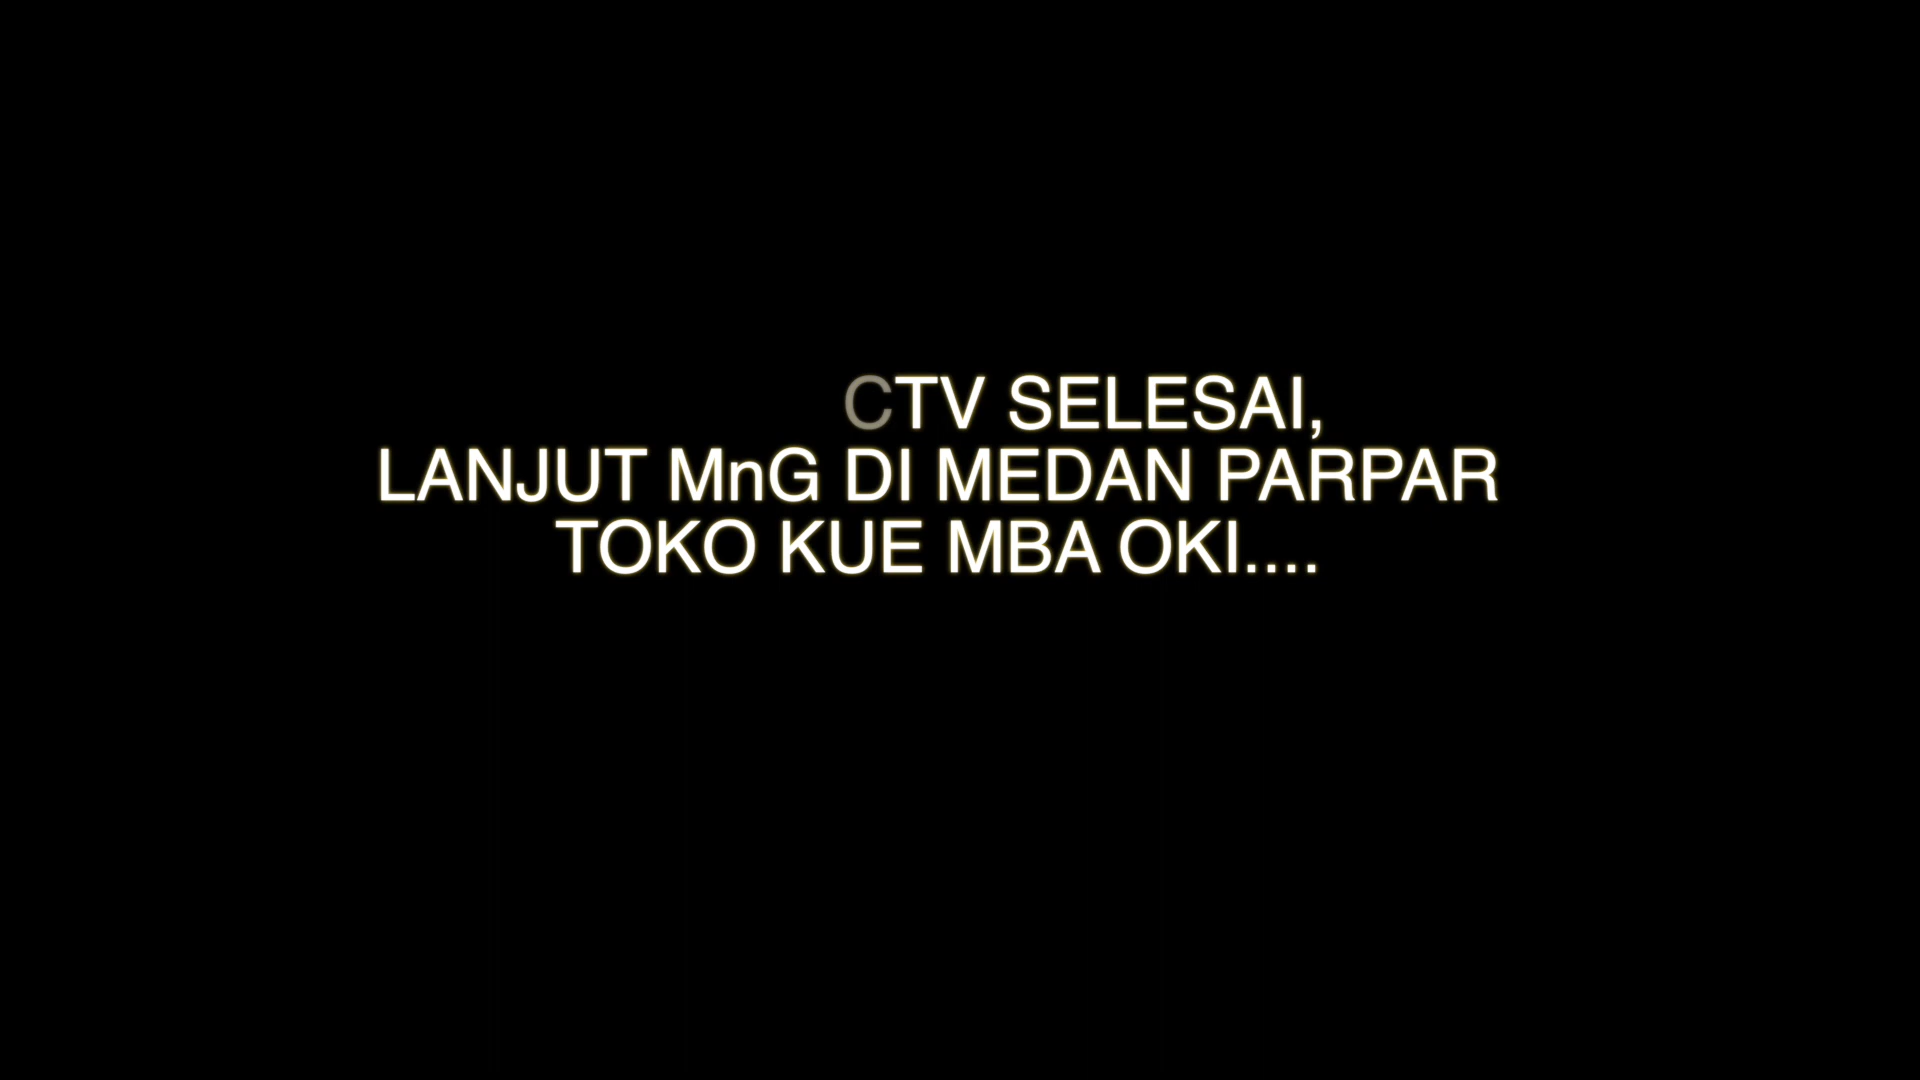 CTV SELESAI,
LANJUT MnG DI MEDAN PARPAR
TOKO KUE MBA OKI....